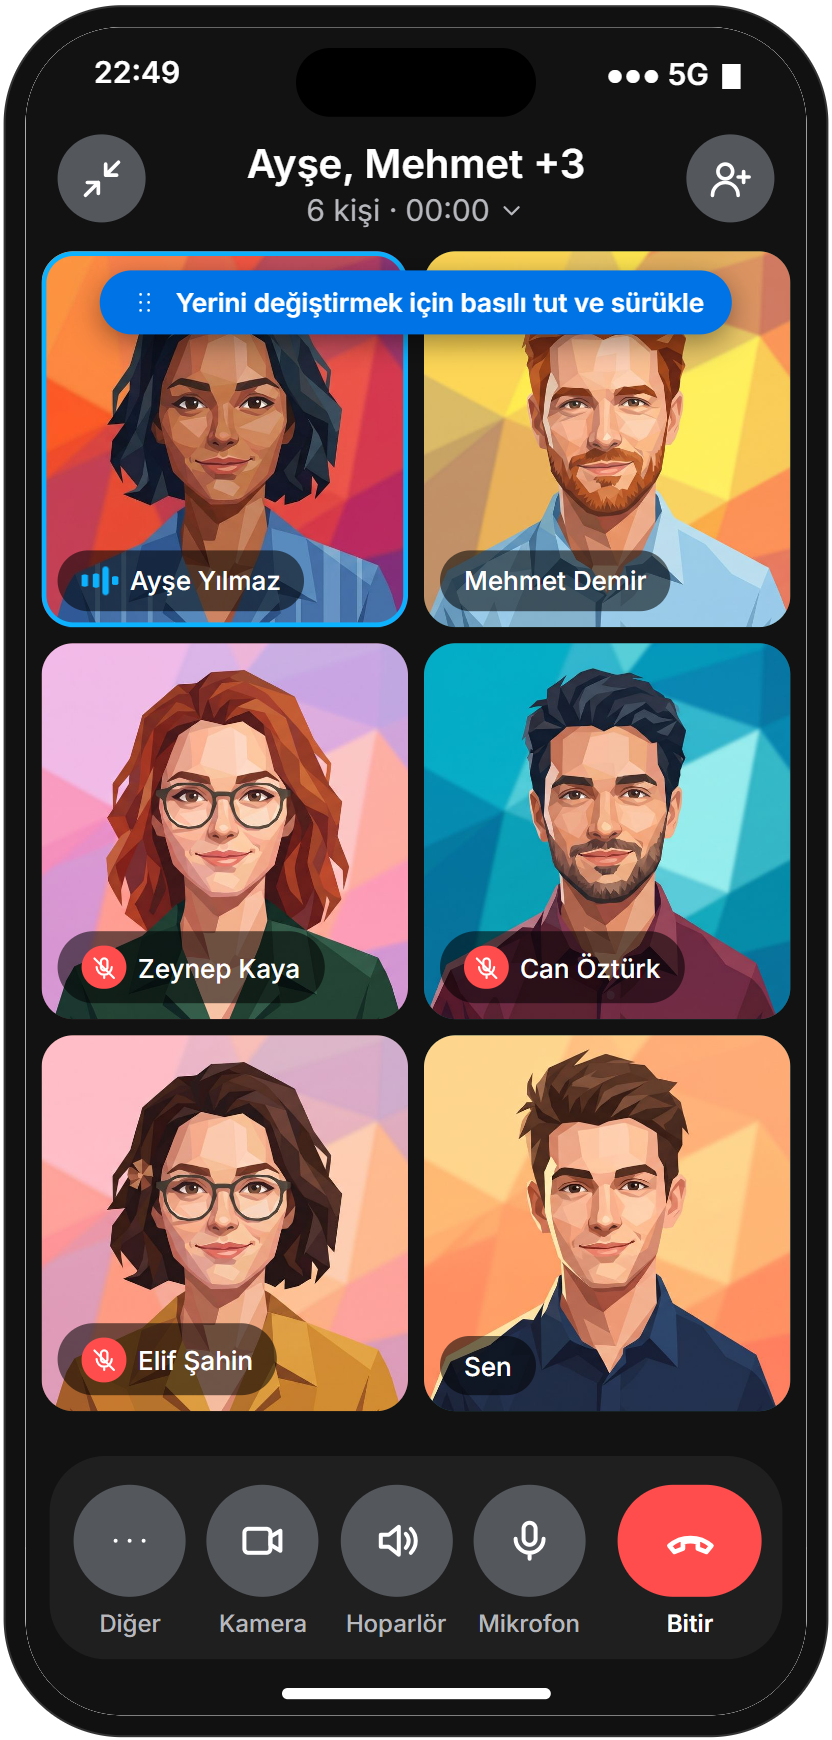 22:49
5G
Ayşe, Mehmet +3
6 kişi · 00:00
Yerini değiştirmek için basılı tut ve sürükle
Ayşe Yılmaz
Mehmet Demir
Zeynep Kaya
Can Öztürk
Elif Şahin
Sen
Diğer
Kamera
Hoparlör
Mikrofon
Bitir